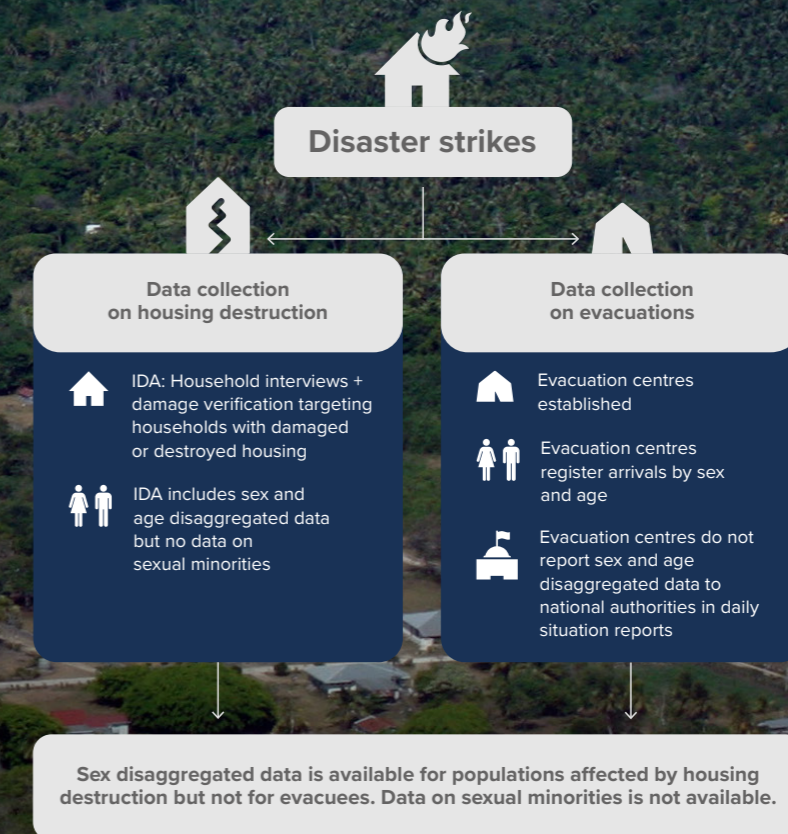 Disaster strikes
Data collection
on housing destruction
IDA: Household interviews +
damage verification targeting
households with damaged
or destroyed housing
IDA includes sex and
age disaggregated data
but no data on
sexual minorities
Data collection
on evacuations
Evacuation centres
established
Evacuation centres
register arrivals by sex
and age
Evacuation centres do not
report sex and age
disaggregated data to
national authorities in daily
situation reports
Sex disaggregated data is available for populations affected by housing
destruction but not for evacuees. Data on sexual minorities is not available.